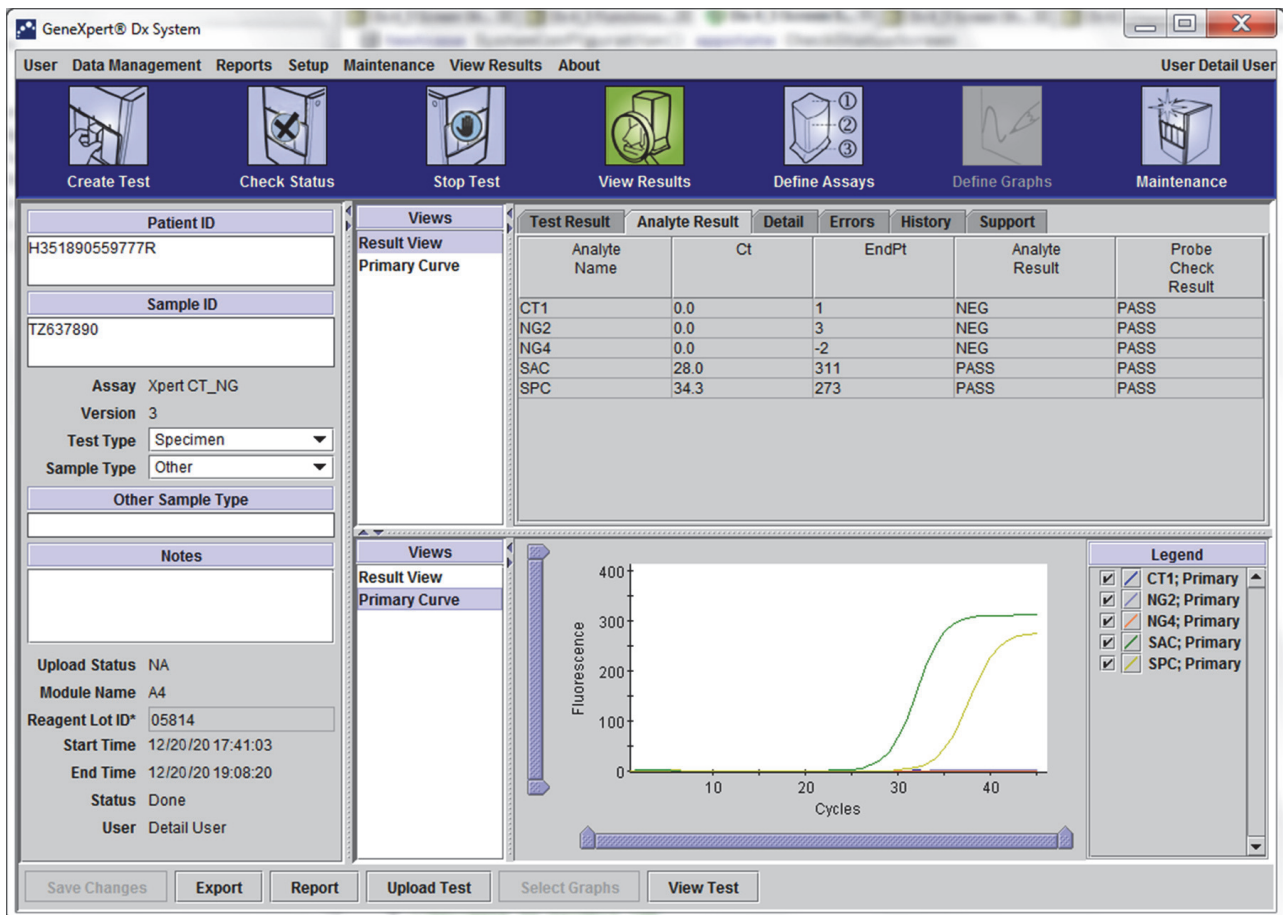 GeneXpert® Dx System
User Data Management Reports Setup Maintenance View Results About User Detail User
Create Test Check Status Stop Test View Results Define Assays Define Graphs Maintenance
Patient ID
H351890559777R
Sample ID
TZ637890
Assay Xpert CT_NG
Version 3
Test Type Specimen
Sample Type Other
Other Sample Type
Notes
Upload Status NA
Module Name A4
Reagent Lot ID* 05814
Start Time 12/20/20 17:41:03
End Time 12/20/20 19:08:20
Status Done
User Detail User
Views
Result View
Primary Curve
Test Result Analyte Result Detail Errors History Support
Analyte Name Ct EndPt Analyte Result Probe Check Result
CT1 0.0 1 NEG PASS
NG2 0.0 3 NEG PASS
NG4 0.0 -2 NEG PASS
SAC 28.0 311 PASS PASS
SPC 34.3 273 PASS PASS
Views
Result View
Primary Curve
Fluorescence
400
300
200
100
0
10 20 30 40
Cycles
Legend
CT1; Primary
NG2; Primary
NG4; Primary
SAC; Primary
SPC; Primary
Save Changes Export Report Upload Test Select Graphs View Test